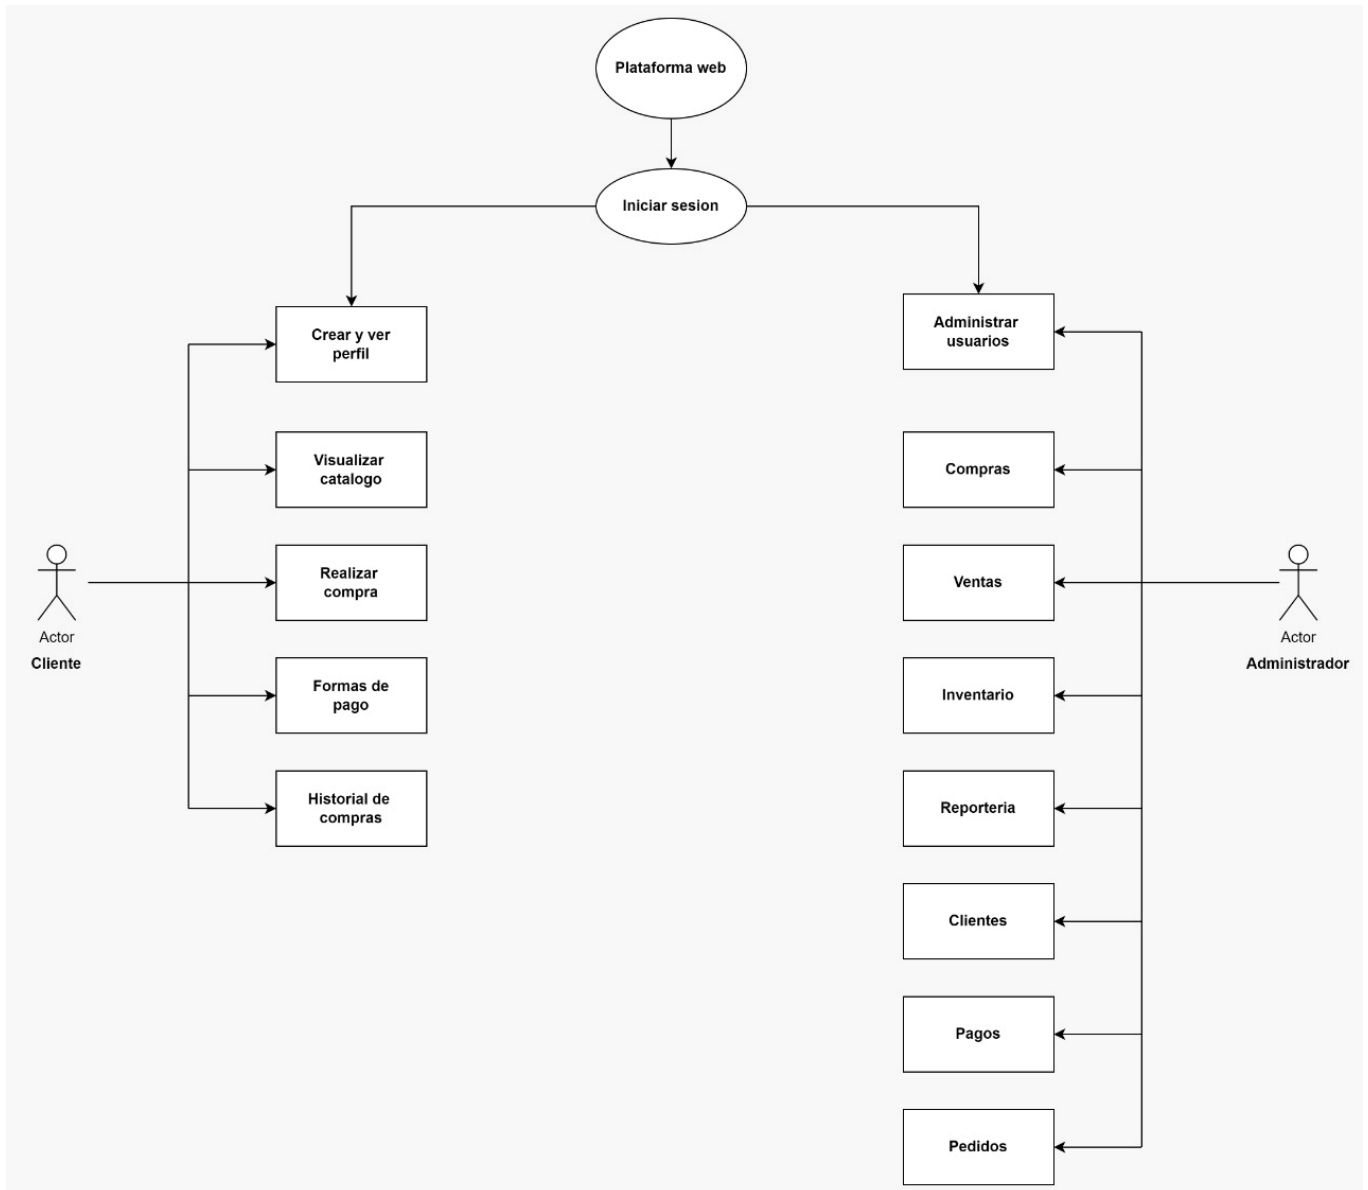 Plataforma web
Iniciar sesion
Crear y ver
perfil
Visualizar
catalogo
Realizar
compra
Formas de
pago
Historial de
compras
Actor
Cliente
Administrar
usuarios
Compras
Ventas
Inventario
Reporteria
Clientes
Pagos
Pedidos
Actor
Administrador